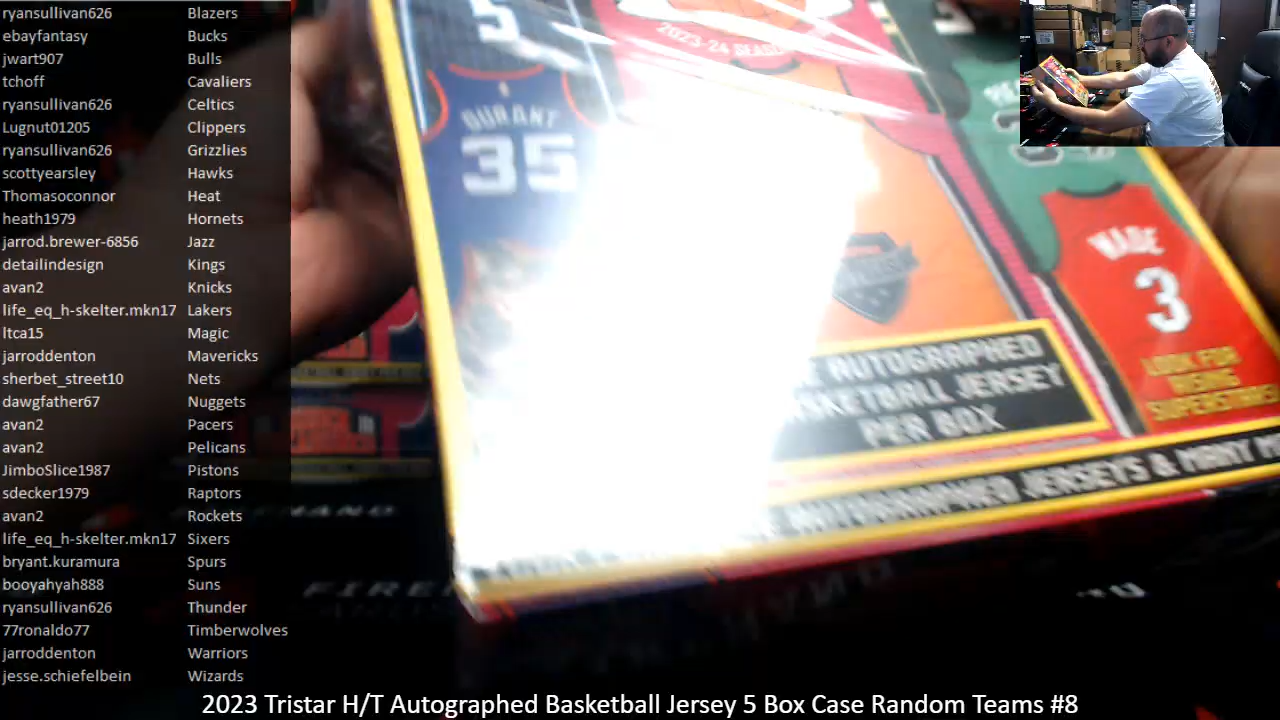 ryansullivan626 Blazers
ebayfantasy Bucks
jwart907 Bulls
tchoff Cavaliers
ryansullivan626 Celtics
Lugnut01205 Clippers
ryansullivan626 Grizzlies
scottyearsley Hawks
Thomasoconnor Heat
heath1979 Hornets
jarrod.brewer-6856 Jazz
detailindesign Kings
avan2 Knicks
life_eq_h-skelter.mkn17 Lakers
ltca15 Magic
jarroddenton Mavericks
sherbet_street10 Nets
dawgfather67 Nuggets
avan2 Pacers
avan2 Pelicans
JimboSlice1987 Pistons
sdecker1979 Raptors
avan2 Rockets
life_eq_h-skelter.mkn17 Sixers
bryant.kuramura Spurs
booyahyah888 Suns
ryansullivan626 Thunder
77ronaldo77 Timberwolves
jarroddenton Warriors
jesse.schiefelbein Wizards
5
2023-24 SEASON
DURANT
35
WADE
3
LOOK FOR
THESE
SUPERSTARS!
AUTOGRAPHED
BASKETBALL JERSEY
PER BOX
AUTOGRAPHED JERSEYS & MANY
2023 Tristar H/T Autographed Basketball Jersey 5 Box Case Random Teams #8